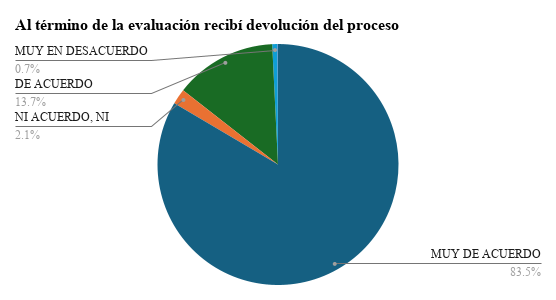 Al término de la evaluación recibí devolución del proceso
MUY EN DESACUERDO
0.7%
DE ACUERDO
13.7%
NI ACUERDO, NI
2.1%
MUY DE ACUERDO
83.5%